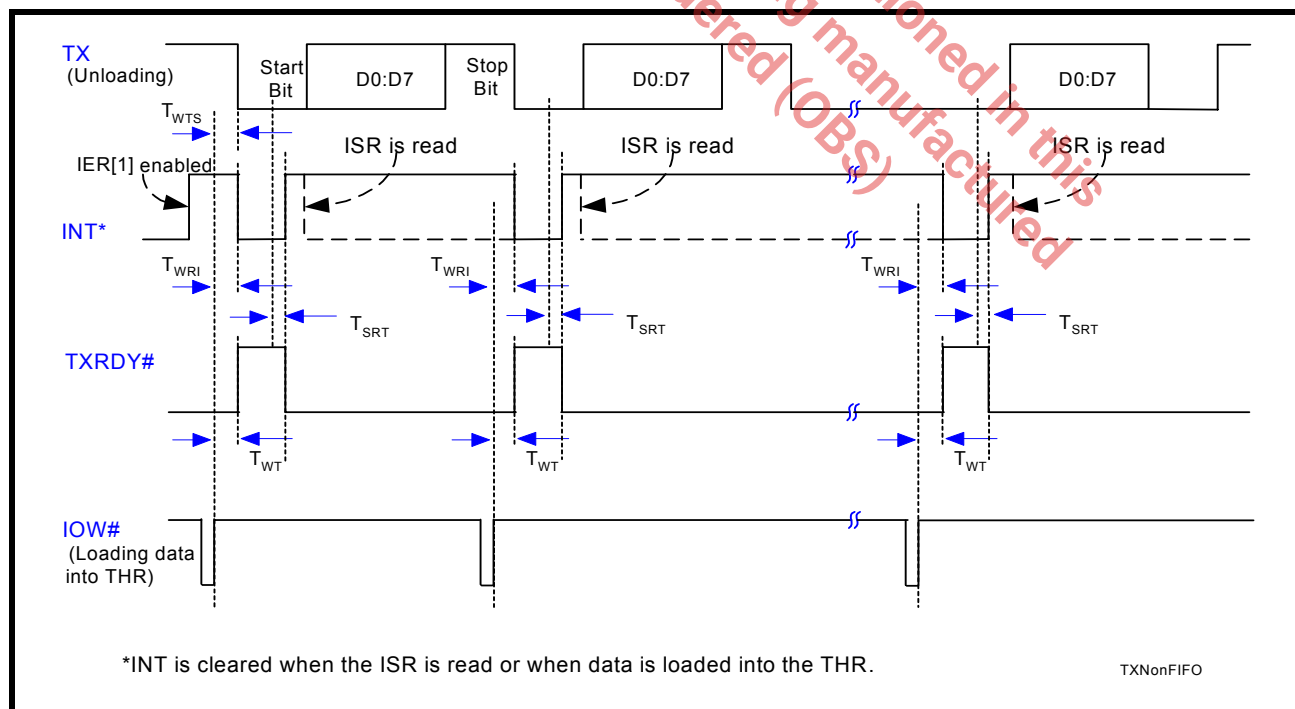 TX
(Unloading)
Start
Bit
D0:D7
Stop
Bit
D0:D7
D0:D7
TWTS
IER[1] enabled
ISR is read
ISR is read
ISR is read
INT*
TWRI
TWRI
TWRI
TSRT
TSRT
TSRT
TXRDY#
TWT
TWT
TWT
IOW#
(Loading data
into THR)
*INT is cleared when the ISR is read or when data is loaded into the THR.
TXNonFIFO
ioned in this
ng manufactured
dered (OBS)